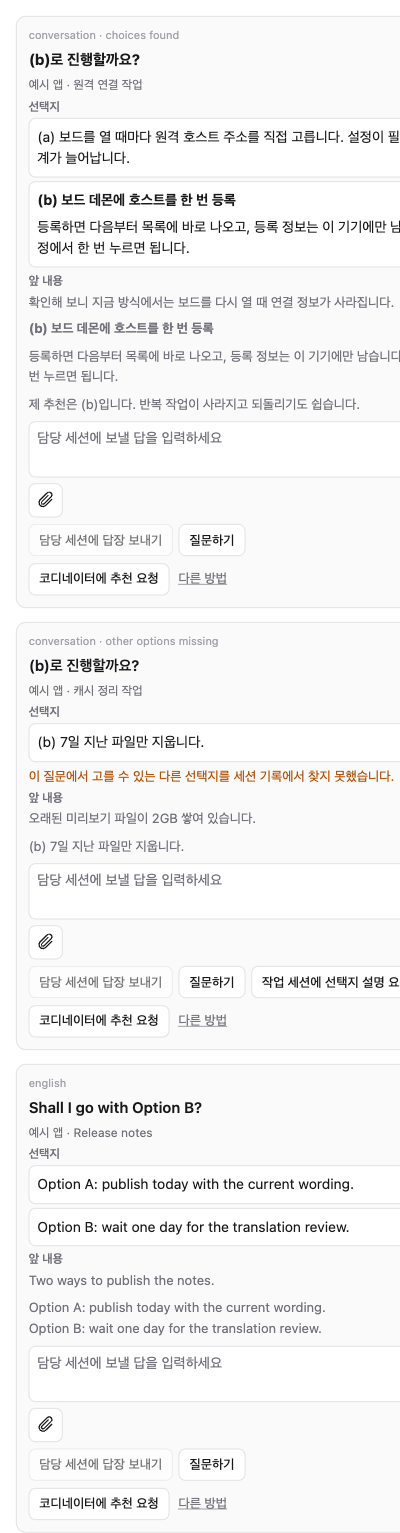 conversation · choices found
(b)로 진행할까요?
예시 앱 · 원격 연결 작업
선택지
(a) 보드를 열 때마다 원격 호스트 주소를 직접 고릅니다. 설정이 필
계가 늘어납니다.
(b) 보드 데몬에 호스트를 한 번 등록
등록하면 다음부터 목록에 바로 나오고, 등록 정보는 이 기기에만 남
정에서 한 번 누르면 됩니다.
앞 내용
확인해 보니 지금 방식에서는 보드를 다시 열 때 연결 정보가 사라집니다.
(b) 보드 데몬에 호스트를 한 번 등록
등록하면 다음부터 목록에 바로 나오고, 등록 정보는 이 기기에만 남습니다
번 누르면 됩니다.
제 추천은 (b)입니다. 반복 작업이 사라지고 되돌리기도 쉽습니다.
담당 세션에 보낼 답을 입력하세요
담당 세션에 답장 보내기 질문하기
코디네이터에 추천 요청 다른 방법
conversation · other options missing
(b)로 진행할까요?
예시 앱 · 캐시 정리 작업
선택지
(b) 7일 지난 파일만 지웁니다.
이 질문에서 고를 수 있는 다른 선택지를 세션 기록에서 찾지 못했습니다.
앞 내용
오래된 미리보기 파일이 2GB 쌓여 있습니다.
(b) 7일 지난 파일만 지웁니다.
담당 세션에 보낼 답을 입력하세요
담당 세션에 답장 보내기 질문하기 작업 세션에 선택지 설명 요
코디네이터에 추천 요청 다른 방법
english
Shall I go with Option B?
예시 앱 · Release notes
선택지
Option A: publish today with the current wording.
Option B: wait one day for the translation review.
앞 내용
Two ways to publish the notes.
Option A: publish today with the current wording.
Option B: wait one day for the translation review.
담당 세션에 보낼 답을 입력하세요
담당 세션에 답장 보내기 질문하기
코디네이터에 추천 요청 다른 방법